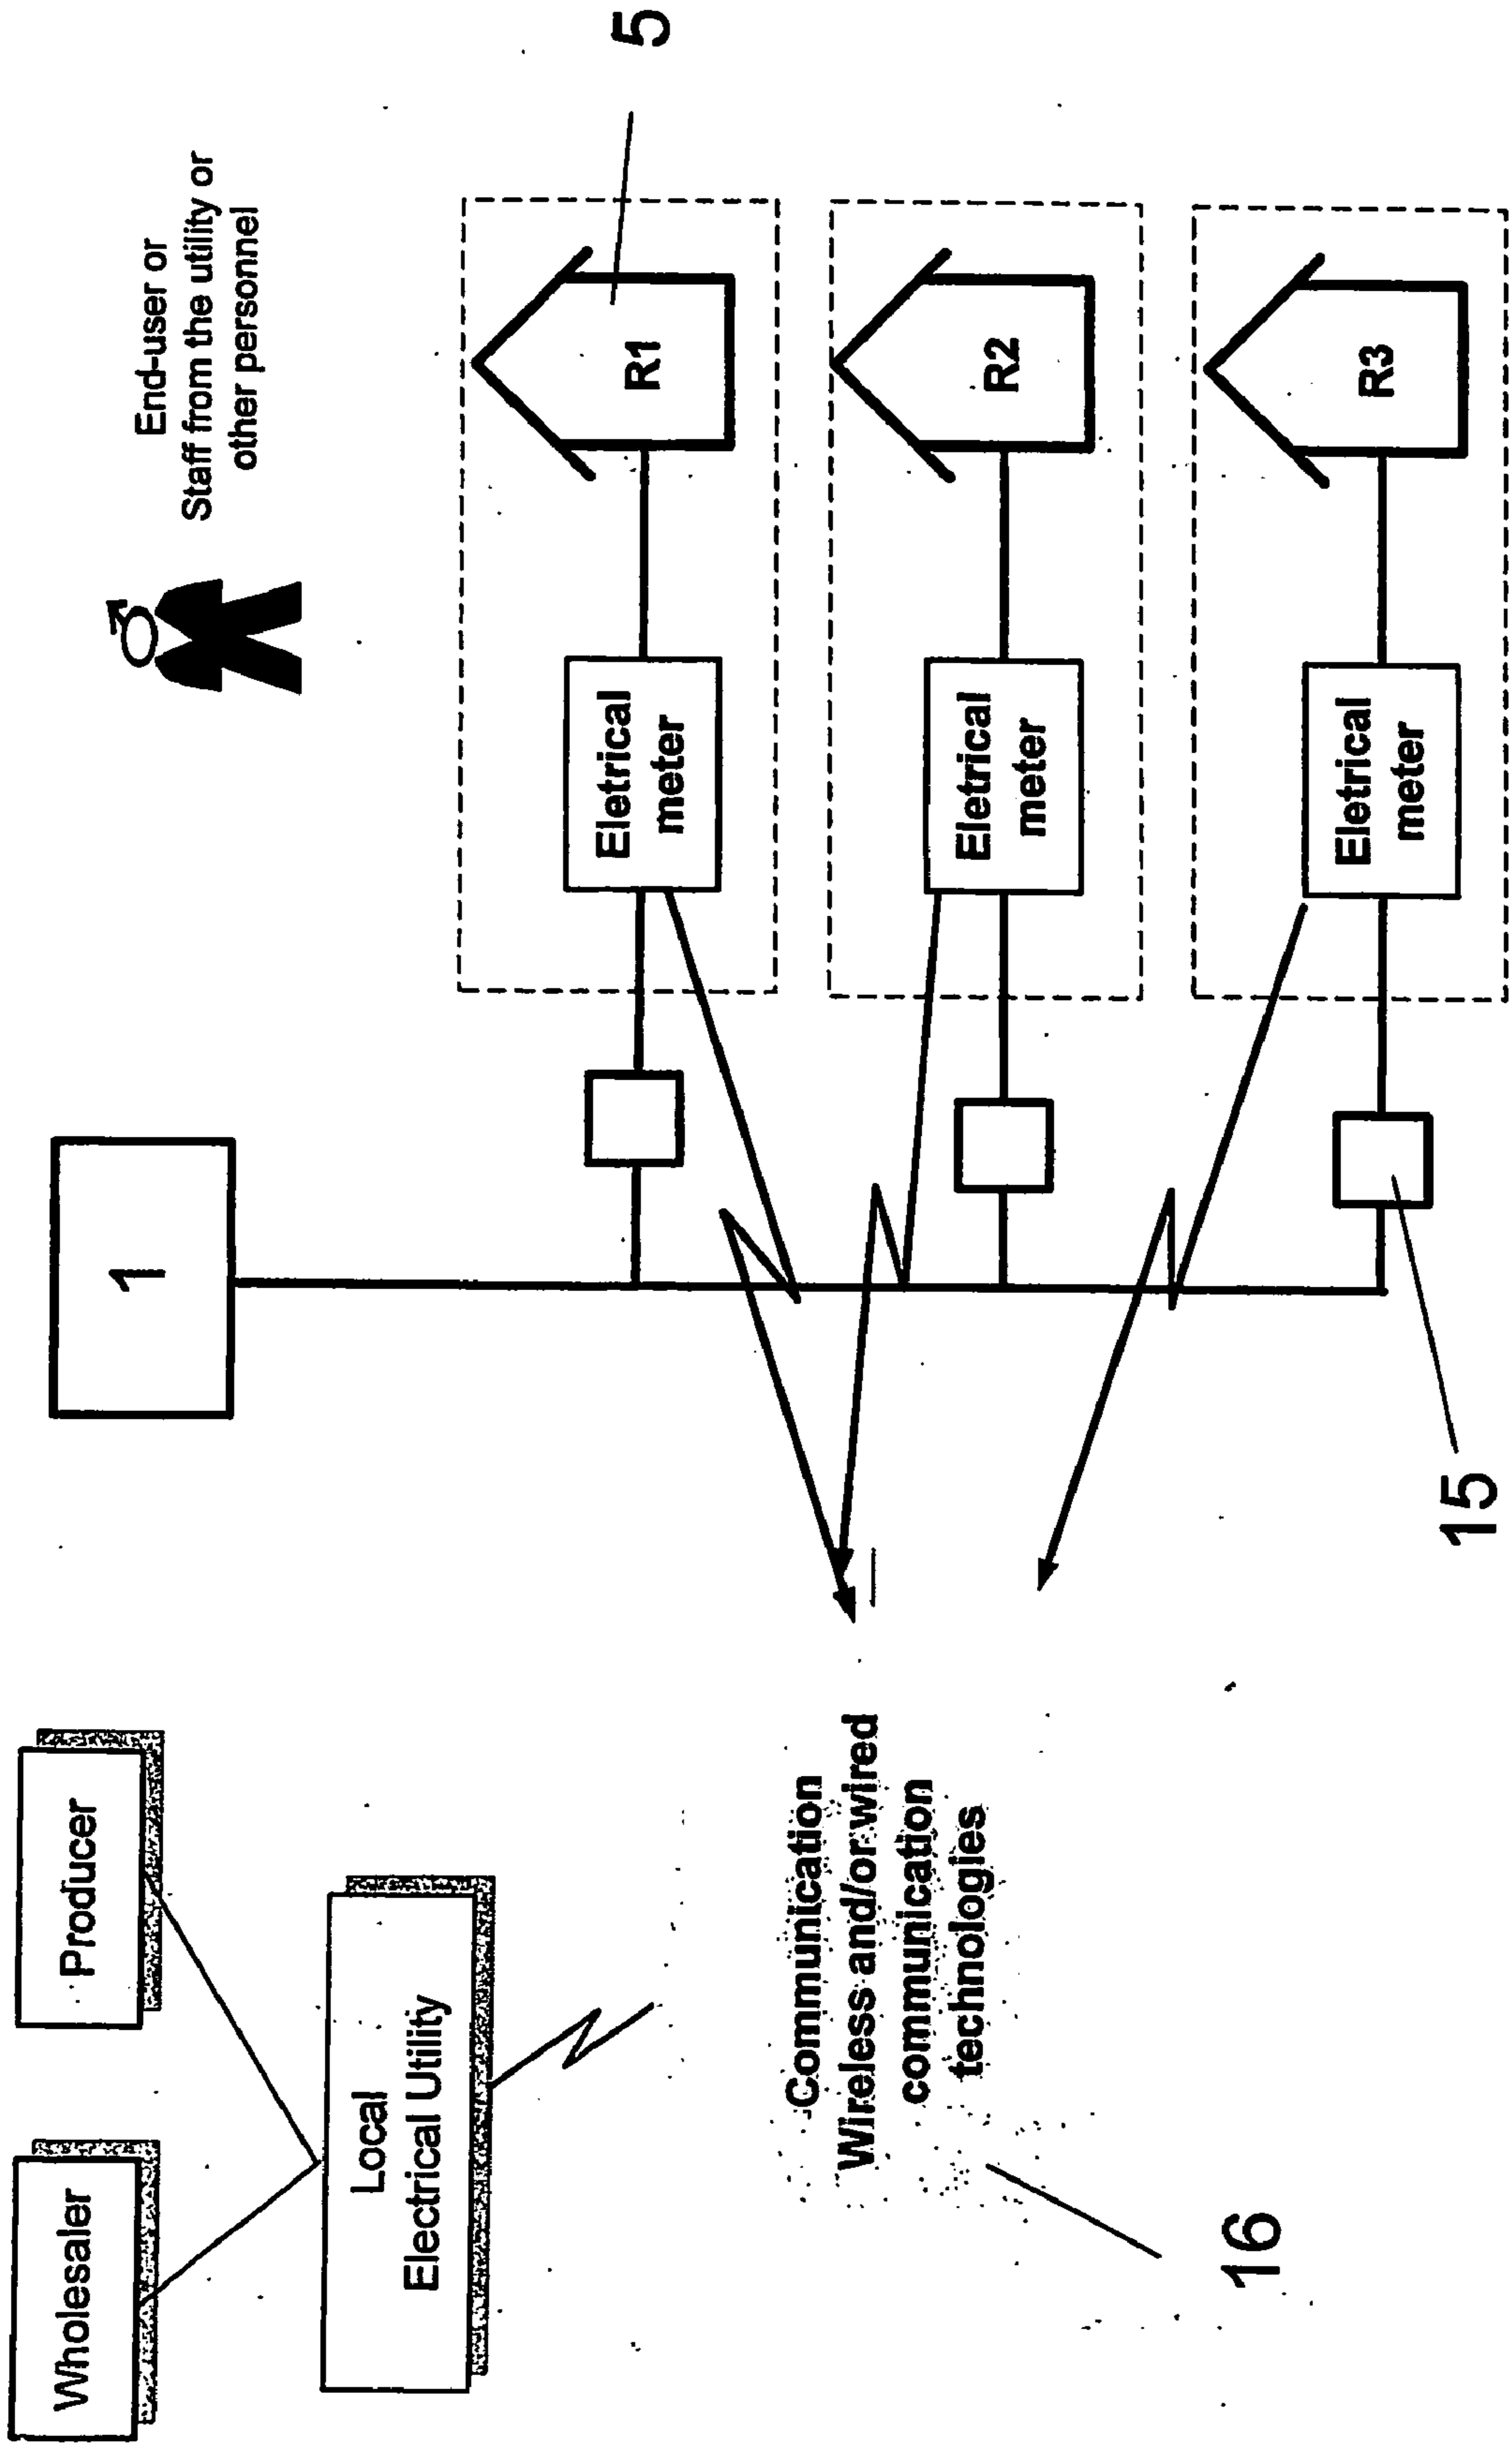 Wholesaler
Producer
Local
Electrical Utility
Communication
Wireless and/or wired
communication
technologies
16
1
15
End-user or
Staff from the utility or
other personnel
Eletrical
meter
R1
5
Eletrical
meter
R2
Eletrical
meter
R3